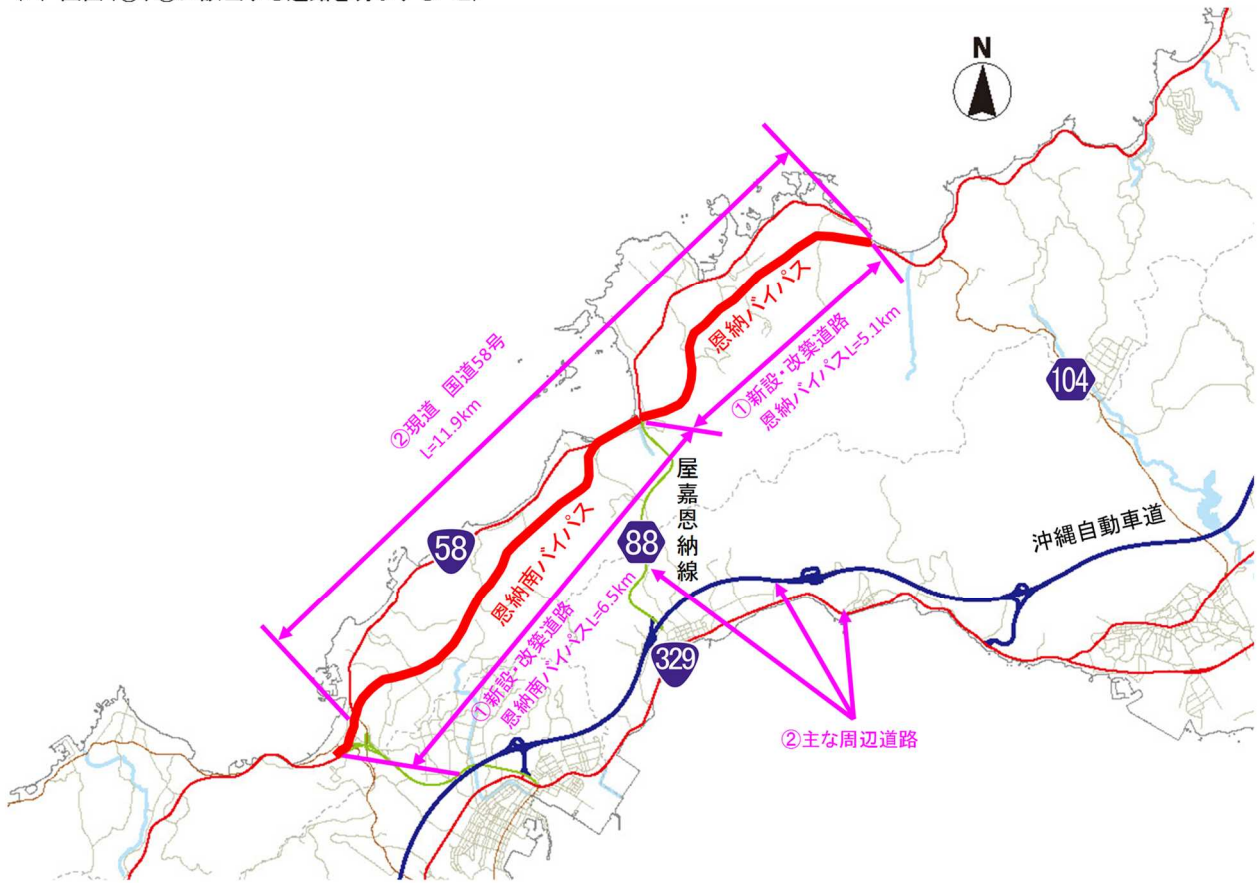 N
恩納バイパス
①新設・改築道路
恩納バイパスL=5.1km
②現道 国道58号
L=11.9km
104
屋嘉恩納線
沖縄自動車道
58
88
恩納南バイパス
①新設・改築道路
恩納南バイパスL=6.5km
329
②主な周辺道路